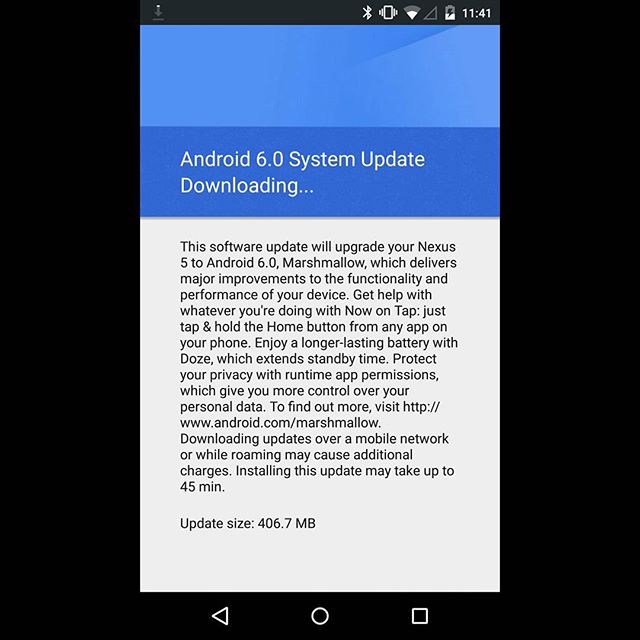 11:41
Android 6.0 System Update
Downloading...
This software update will upgrade your Nexus
5 to Android 6.0, Marshmallow, which delivers
major improvements to the functionality and
performance of your device. Get help with
whatever you're doing with Now on Tap: just
tap & hold the Home button from any app on
your phone. Enjoy a longer-lasting battery with
Doze, which extends standby time. Protect
your privacy with runtime app permissions,
which give you more control over your
personal data. To find out more, visit http://
www.android.com/marshmallow.
Downloading updates over a mobile network
or while roaming may cause additional
charges. Installing this update may take up to
45 min.
Update size: 406.7 MB